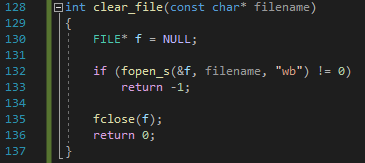 128 int clear_file(const char* filename)
129 {
130     FILE* f = NULL;
131
132     if (fopen_s(&f, filename, "wb") != 0)
133         return -1;
134
135     fclose(f);
136     return 0;
137 }